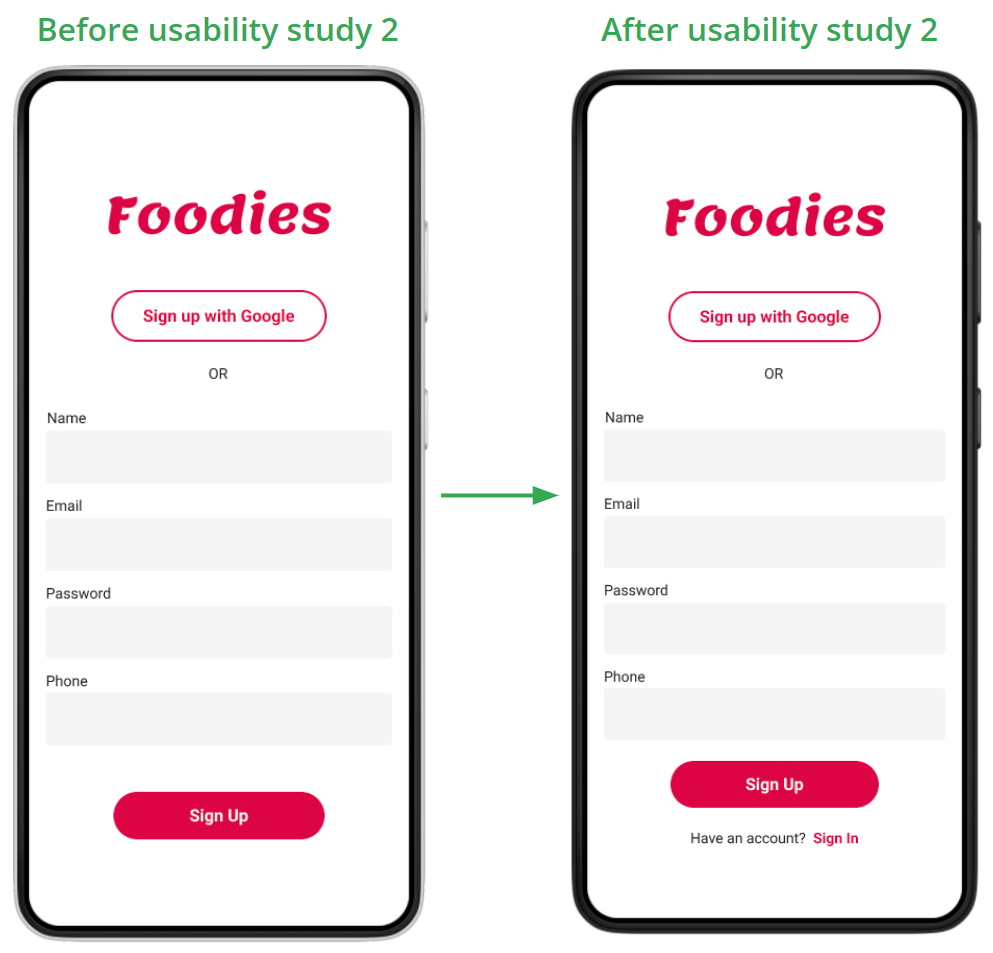 Before usability study 2
Foodies
Sign up with Google
OR
Name
Email
Password
Phone
Sign Up
After usability study 2
Foodies
Sign up with Google
OR
Name
Email
Password
Phone
Sign Up
Have an account? Sign In